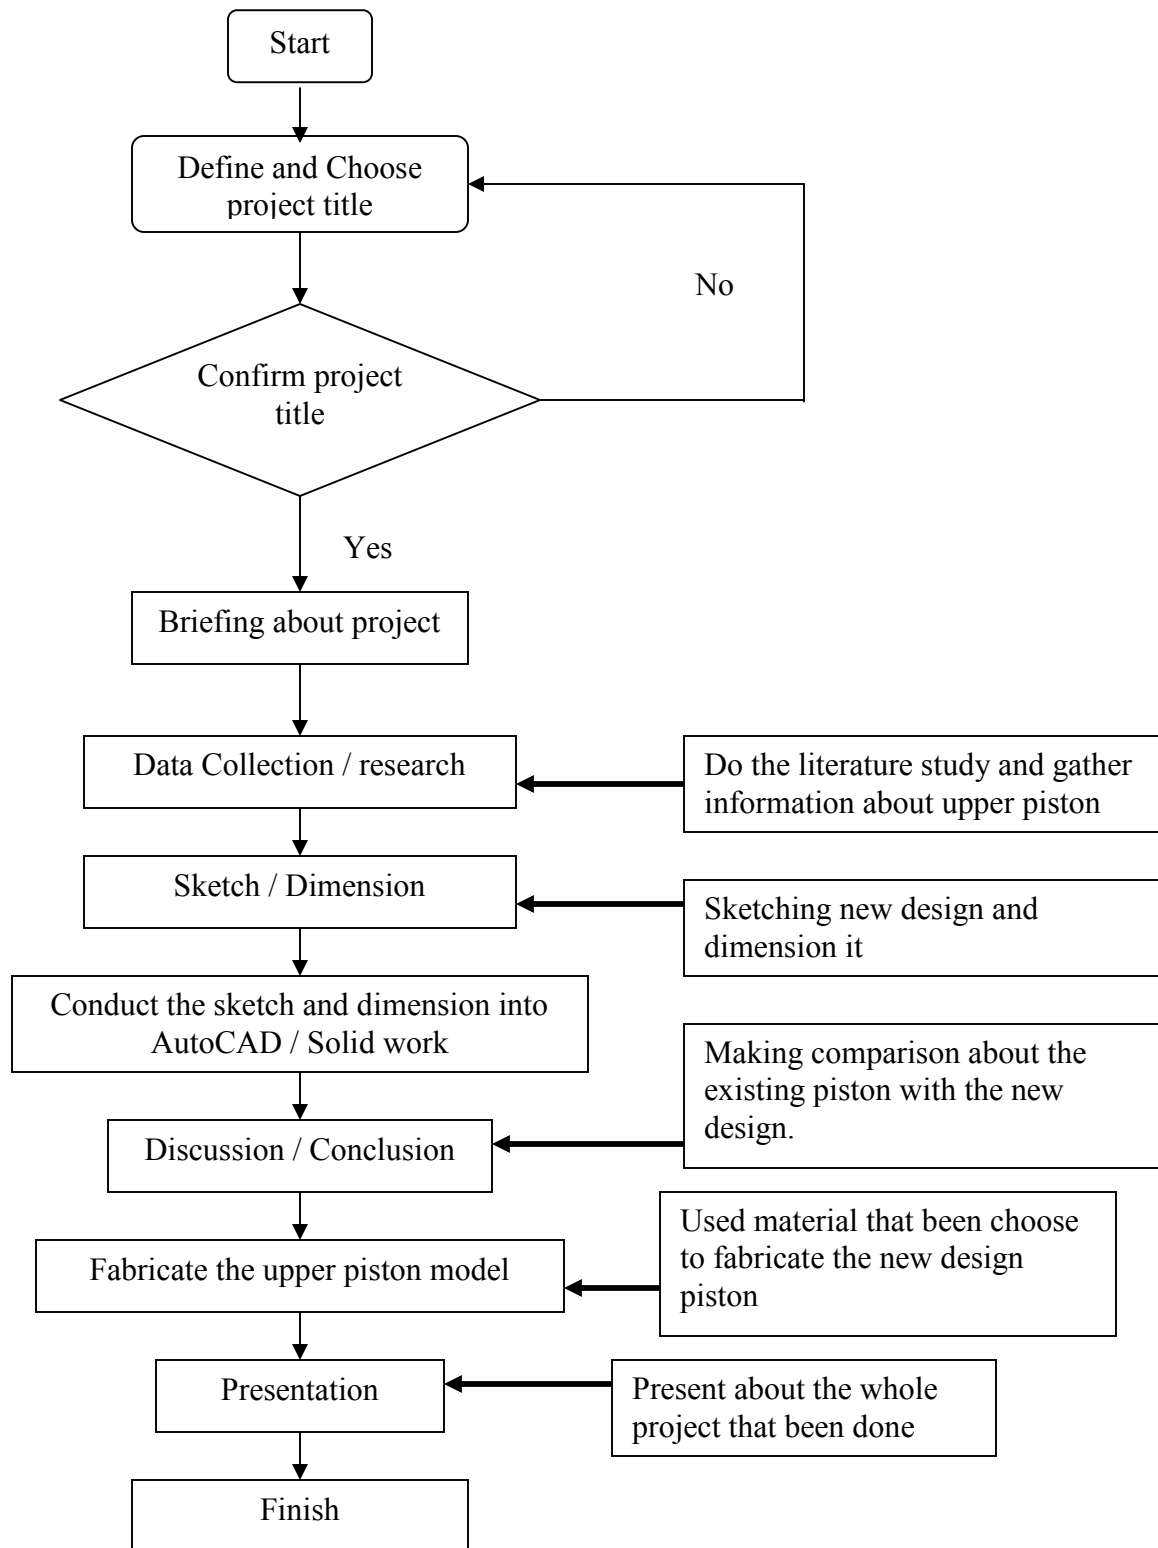 Start
Define and Choose
project title
No
Confirm project
title
Yes
Briefing about project
Data Collection / research
Do the literature study and gather
information about upper piston
Sketch / Dimension
Sketching new design and
dimension it
Conduct the sketch and dimension into
AutoCAD / Solid work
Making comparison about the
existing piston with the new
design.
Discussion / Conclusion
Used material that been choose
to fabricate the new design
piston
Fabricate the upper piston model
Presentation
Present about the whole
project that been done
Finish